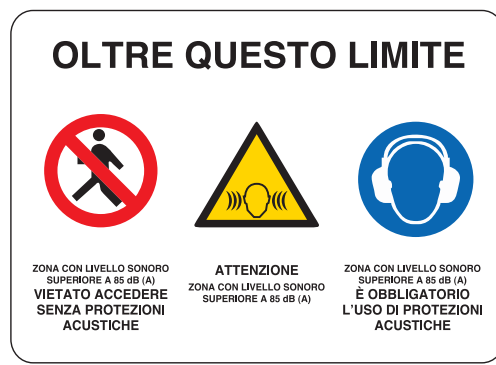 OLTRE QUESTO LIMITE
ZONA CON LIVELLO SONORO
SUPERIORE A 85 dB (A)
VIETATO ACCEDERE
SENZA PROTEZIONI
ACUSTICHE
ATTENZIONE
ZONA CON LIVELLO SONORO
SUPERIORE A 85 dB (A)
ZONA CON LIVELLO SONORO
SUPERIORE A 85 dB (A)
È OBBLIGATORIO
L'USO DI PROTEZIONI
ACUSTICHE